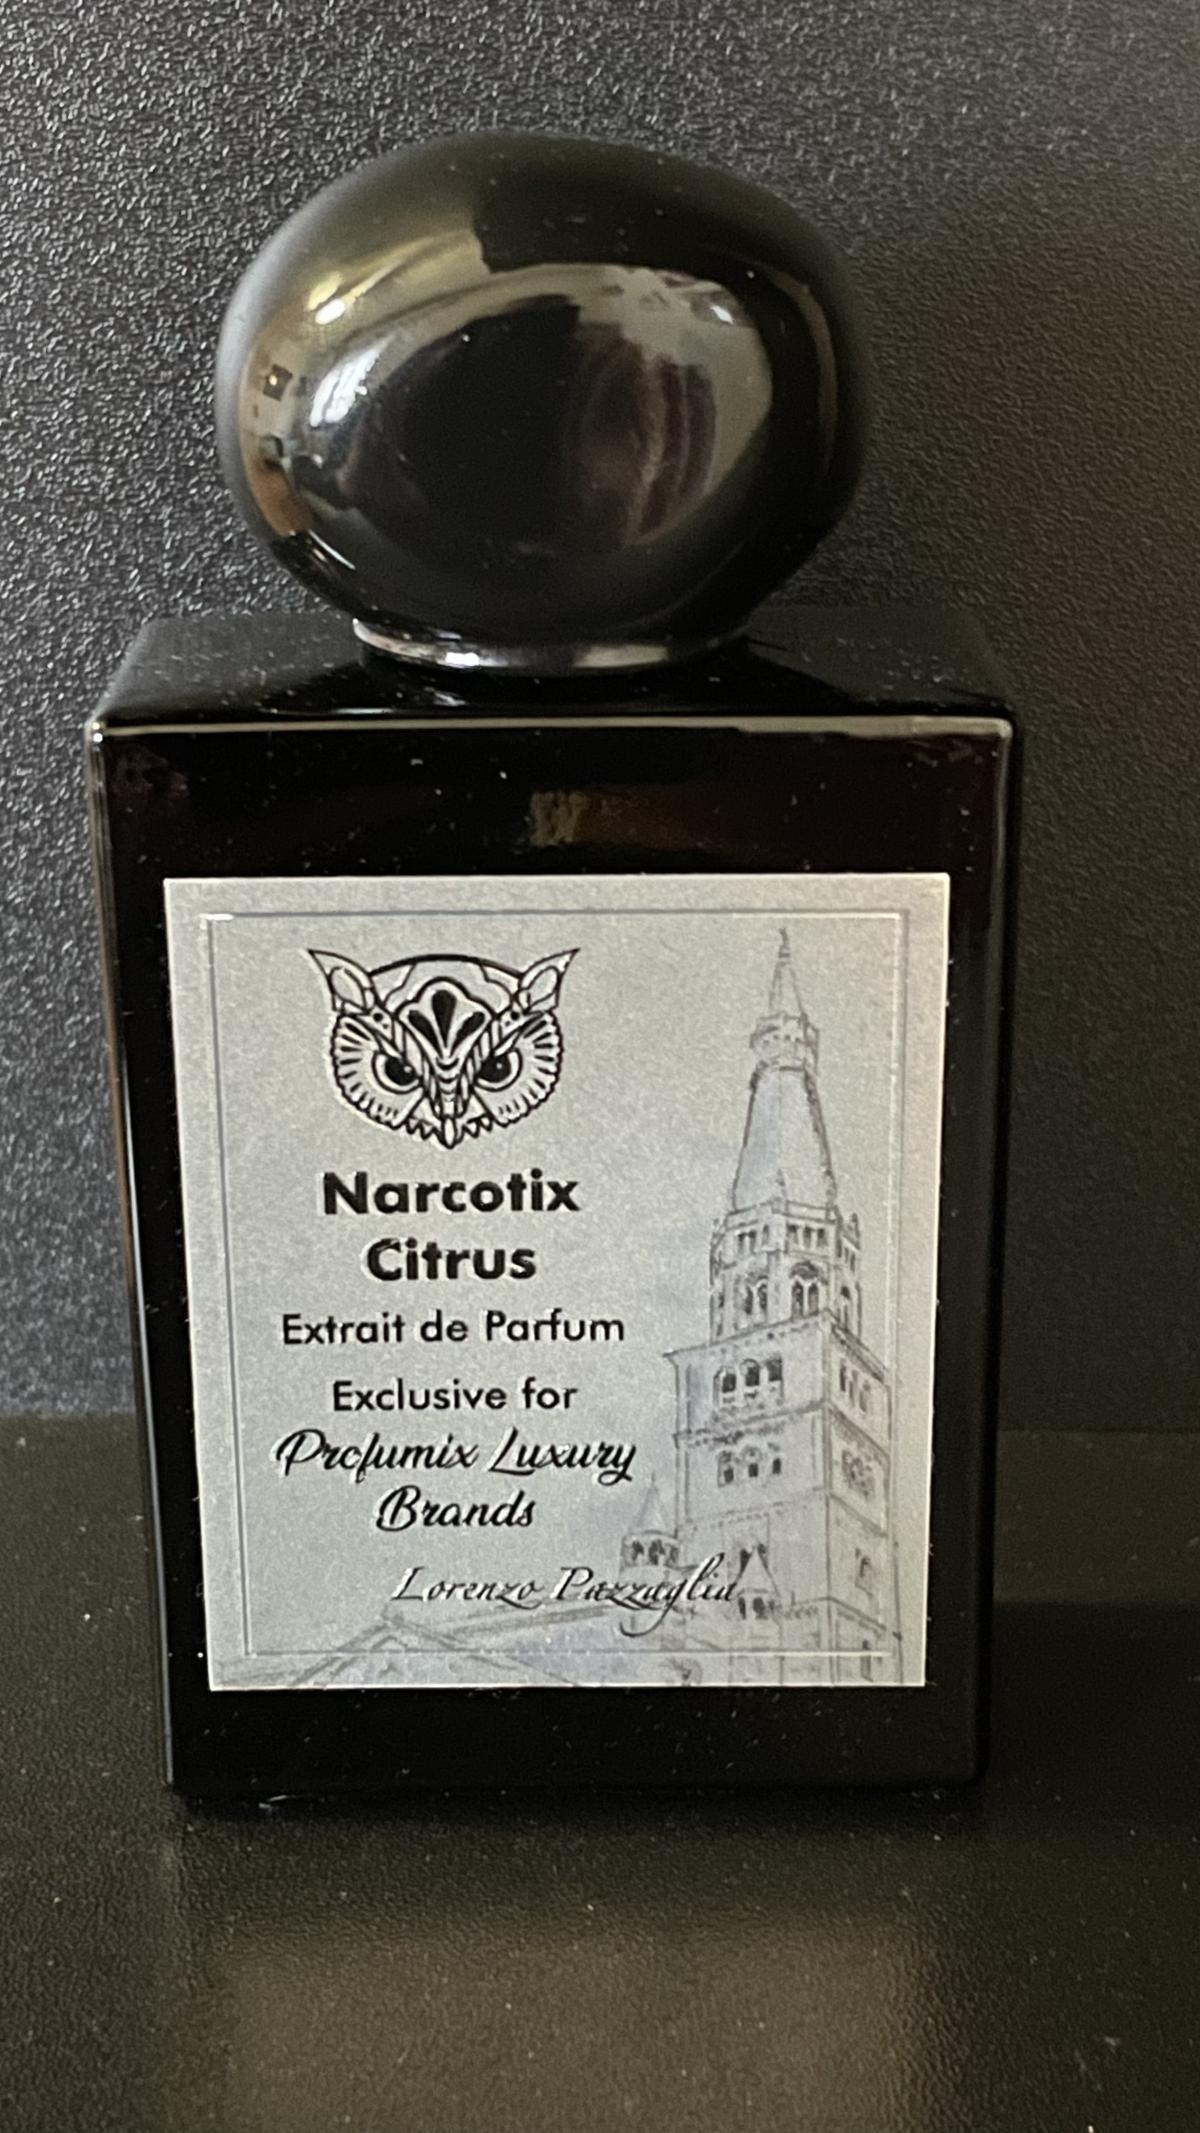 Narcotix
Citrus
Extrait de Parfum
Exclusive for
Profumix Luxury
Brands
Lorenzo Pazzaglia